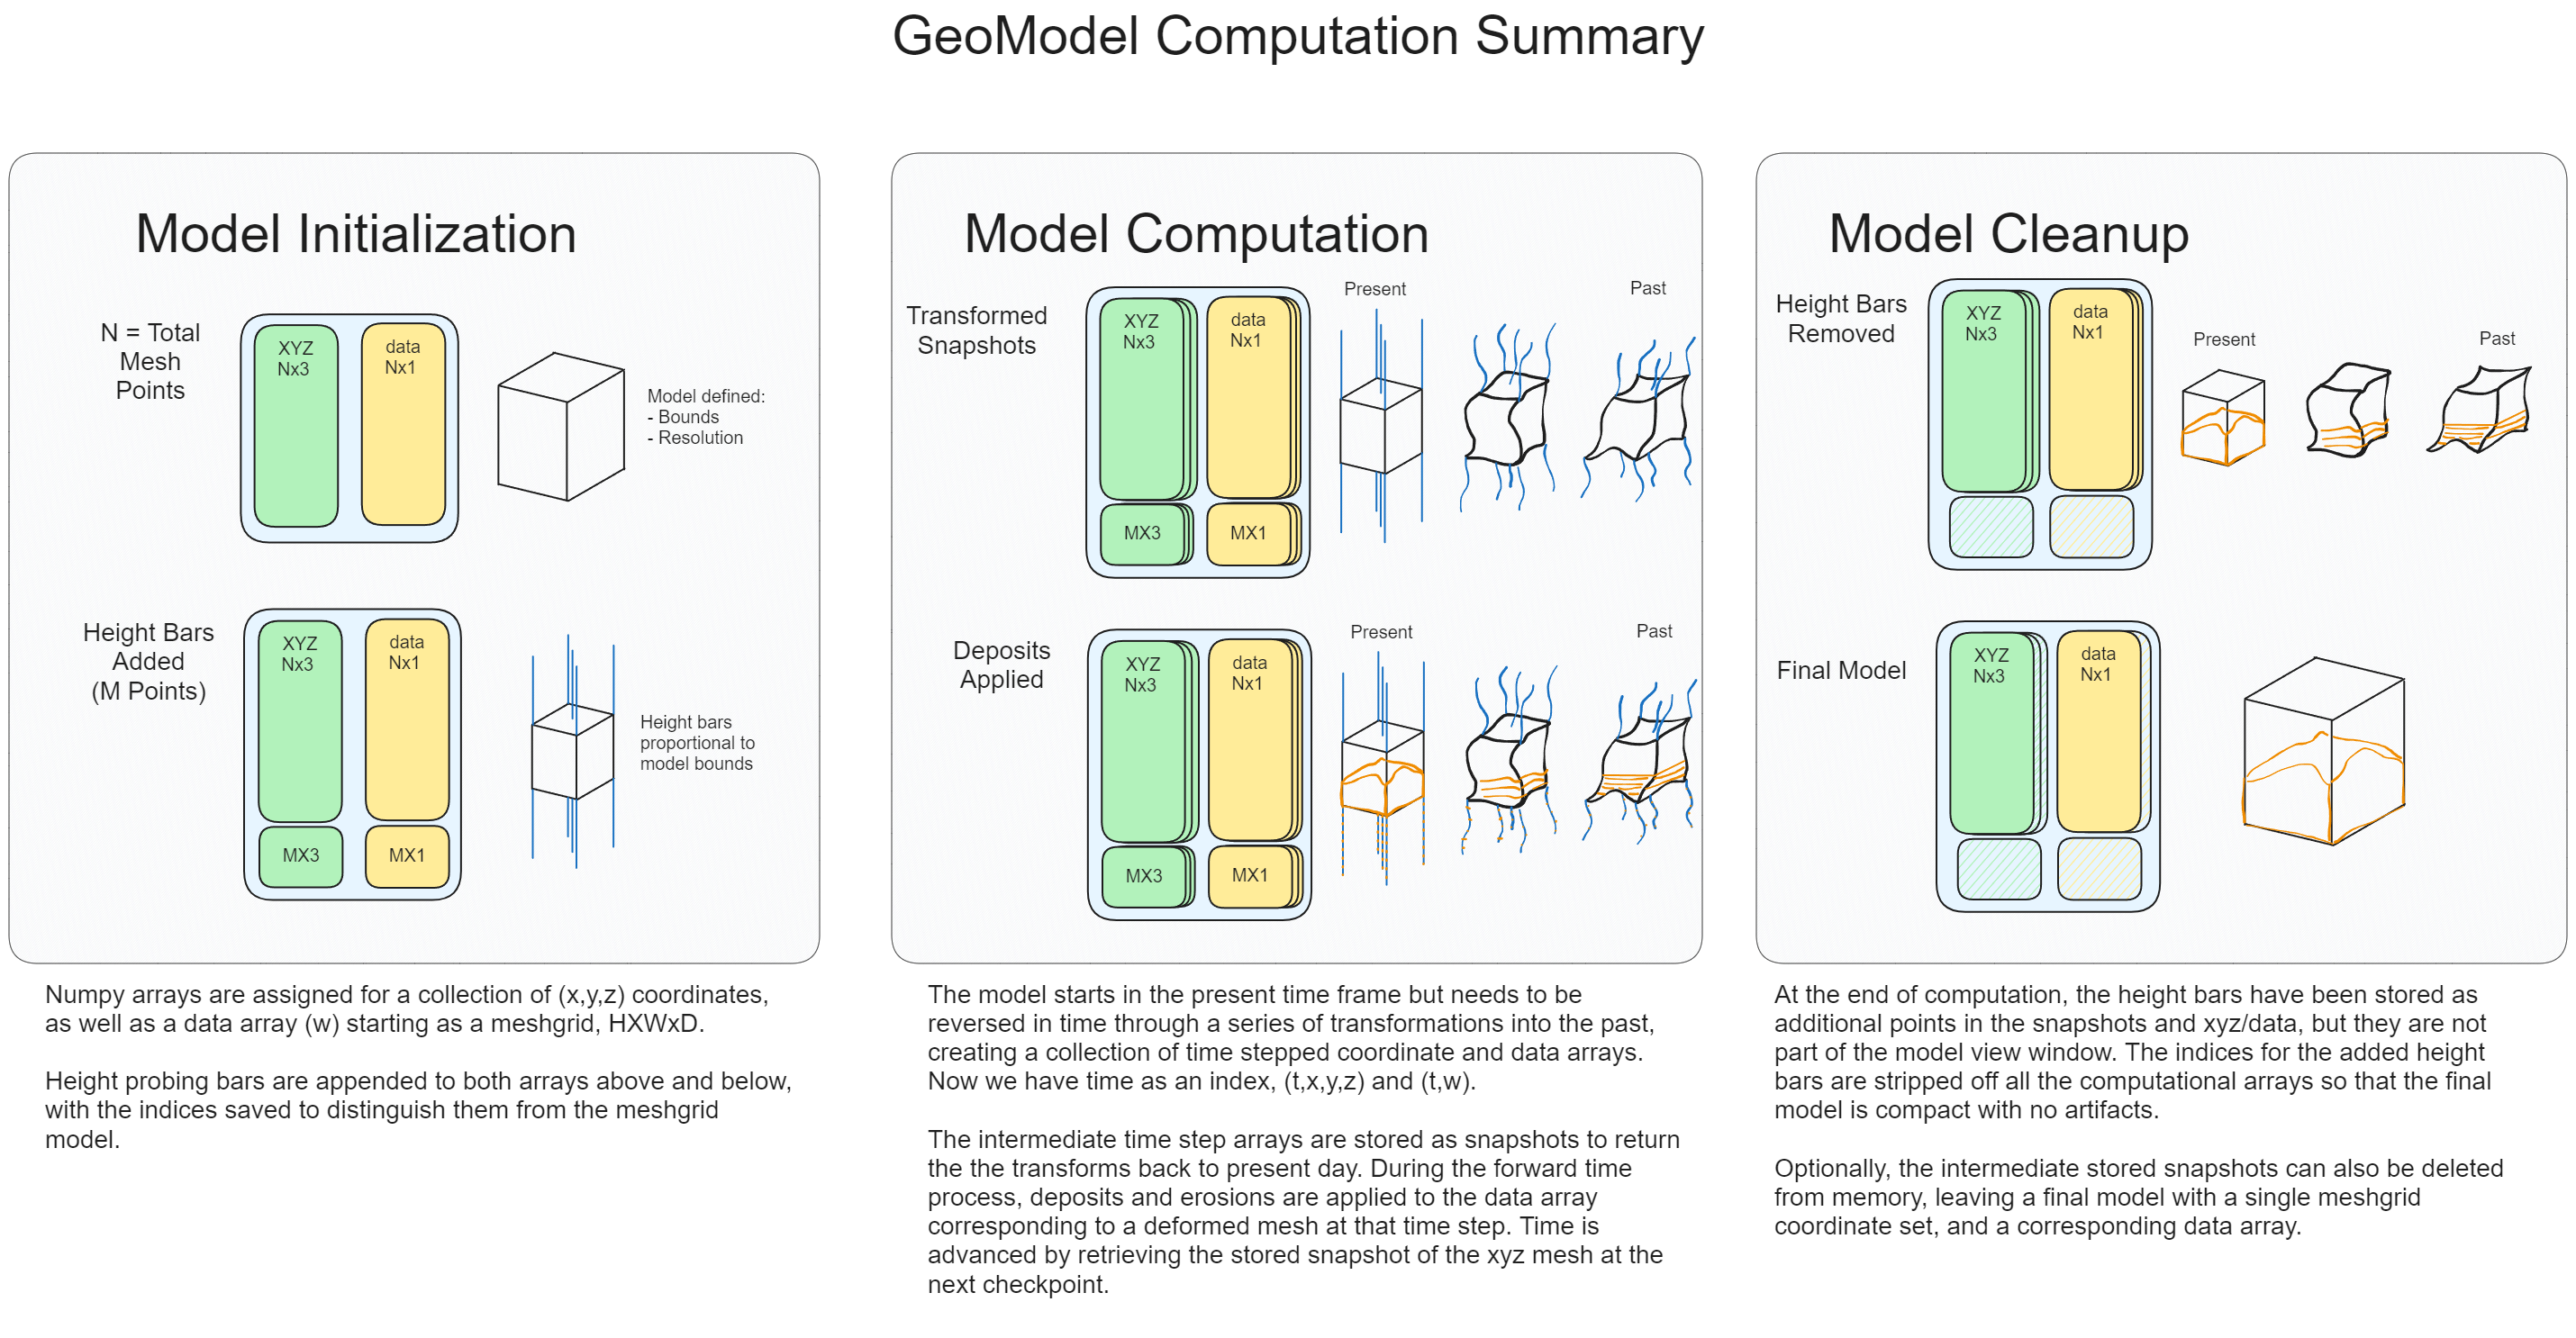 GeoModel Computation Summary
Model Initialization
N = Total
Mesh
Points
XYZ
Nx3
data
Nx1
Model defined:
- Bounds
- Resolution
Height Bars
Added
(M Points)
XYZ
Nx3
data
Nx1
MX3
MX1
Height bars
proportional to
model bounds
Numpy arrays are assigned for a collection of (x,y,z) coordinates,
as well as a data array (w) starting as a meshgrid, HXWxD.
Height probing bars are appended to both arrays above and below,
with the indices saved to distinguish them from the meshgrid
model.
Model Computation
Transformed
Snapshots
XYZ
Nx3
data
Nx1
MX3
MX1
Present
Past
Deposits
Applied
XYZ
Nx3
data
Nx1
MX3
MX1
Present
Past
The model starts in the present time frame but needs to be
reversed in time through a series of transformations into the past,
creating a collection of time stepped coordinate and data arrays.
Now we have time as an index, (t,x,y,z) and (t,w).
The intermediate time step arrays are stored as snapshots to return
the the transforms back to present day. During the forward time
process, deposits and erosions are applied to the data array
corresponding to a deformed mesh at that time step. Time is
advanced by retrieving the stored snapshot of the xyz mesh at the
next checkpoint.
Model Cleanup
Height Bars
Removed
XYZ
Nx3
data
Nx1
Present
Past
Final Model
XYZ
Nx3
data
Nx1
At the end of computation, the height bars have been stored as
additional points in the snapshots and xyz/data, but they are not
part of the model view window. The indices for the added height
bars are stripped off all the computational arrays so that the final
model is compact with no artifacts.
Optionally, the intermediate stored snapshots can also be deleted
from memory, leaving a final model with a single meshgrid
coordinate set, and a corresponding data array.